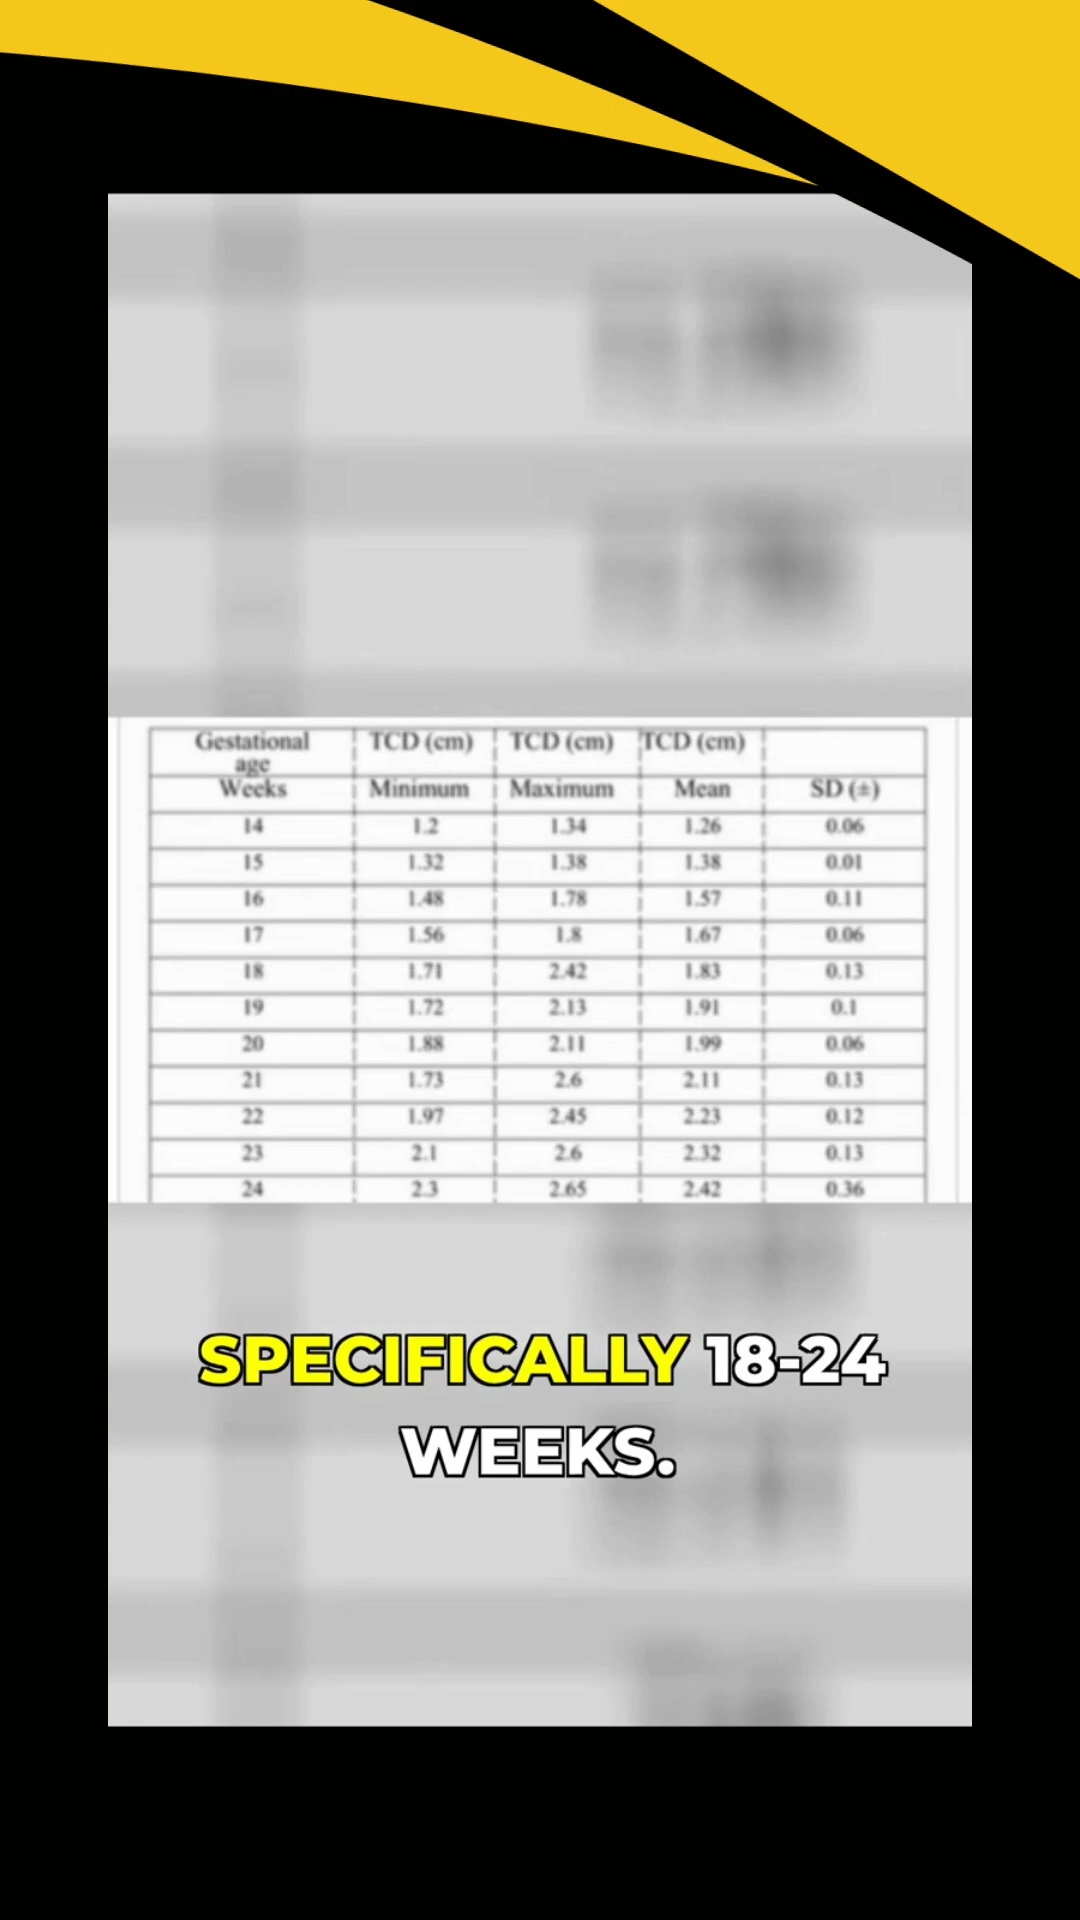 Gestational age TCD (cm) TCD (cm) TCD (cm)
Weeks Minimum Maximum Mean SD (±)
14 1.2 1.34 1.26 0.06
15 1.32 1.38 1.38 0.01
16 1.48 1.78 1.57 0.11
17 1.56 1.8 1.67 0.06
18 1.71 2.42 1.83 0.13
19 1.72 2.13 1.91 0.1
20 1.88 2.11 1.99 0.06
21 1.73 2.6 2.11 0.13
22 1.97 2.45 2.23 0.12
23 2.1 2.6 2.32 0.13
24 2.3 2.65 2.42 0.36
SPECIFICALLY 18-24
WEEKS.